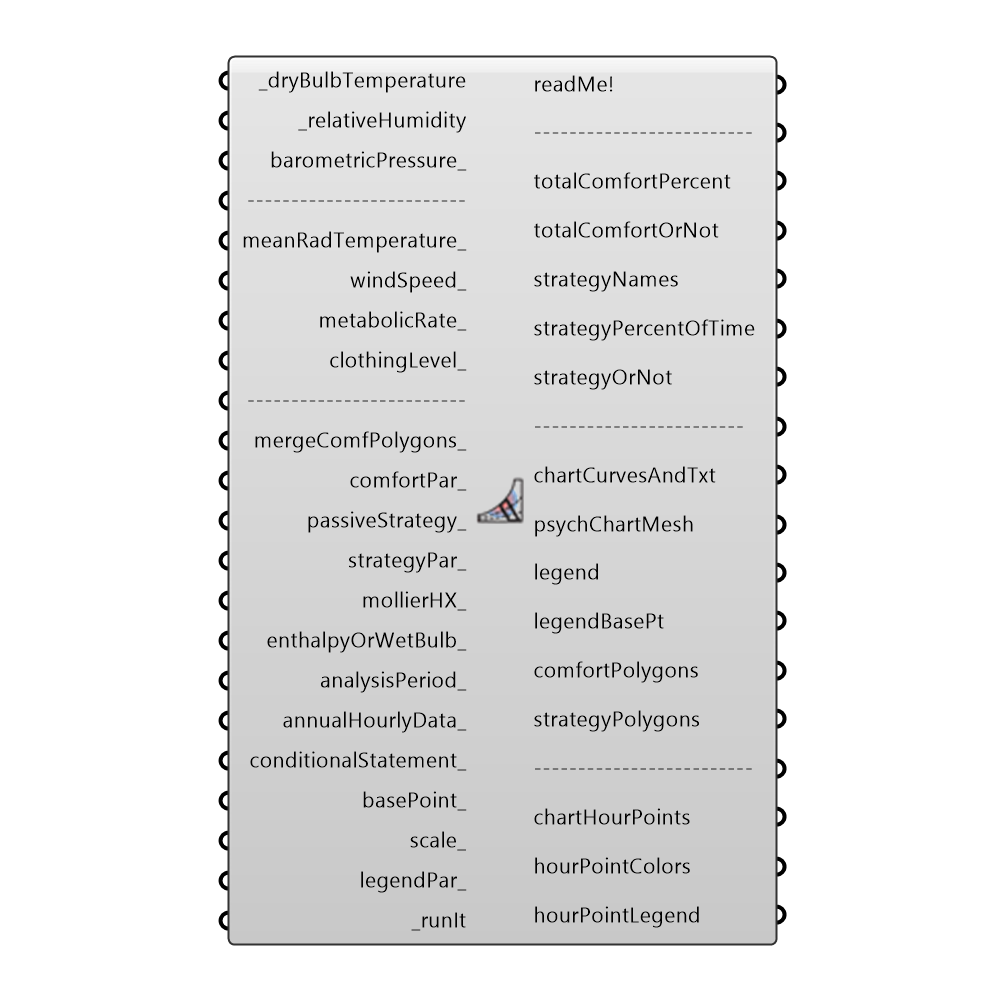 _dryBulbTemperature
_relativeHumidity
barometricPressure_
-------------------------
meanRadTemperature_
windSpeed_
metabolicRate_
clothingLevel_
-------------------------
mergeComfPolygons_
comfortPar_
passiveStrategy_
strategyPar_
mollierHX_
enthalpyOrWetBulb_
analysisPeriod_
annualHourlyData_
conditionalStatement_
basePoint_
scale_
legendPar_
_runIt
readMe!
-------------------------
totalComfortPercent
totalComfortOrNot
strategyNames
strategyPercentOfTime
strategyOrNot
------------------------
chartCurvesAndTxt
psychChartMesh
legend
legendBasePt
comfortPolygons
strategyPolygons
-------------------------
chartHourPoints
hourPointColors
hourPointLegend